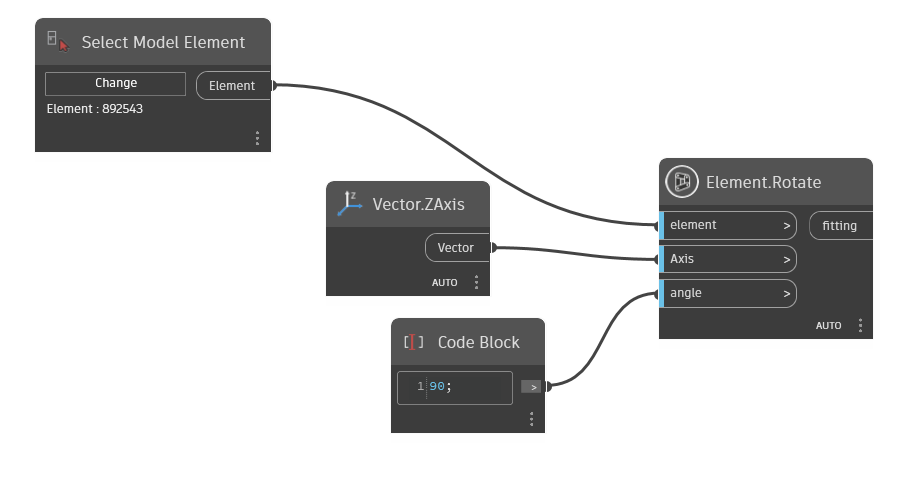 Select Model Element
Change
Element
Element : 892543
Z
Vector.ZAxis
Vector
AUTO
Code Block
1 90;
>
Element.Rotate
element >
fitting
Axis >
angle >
AUTO